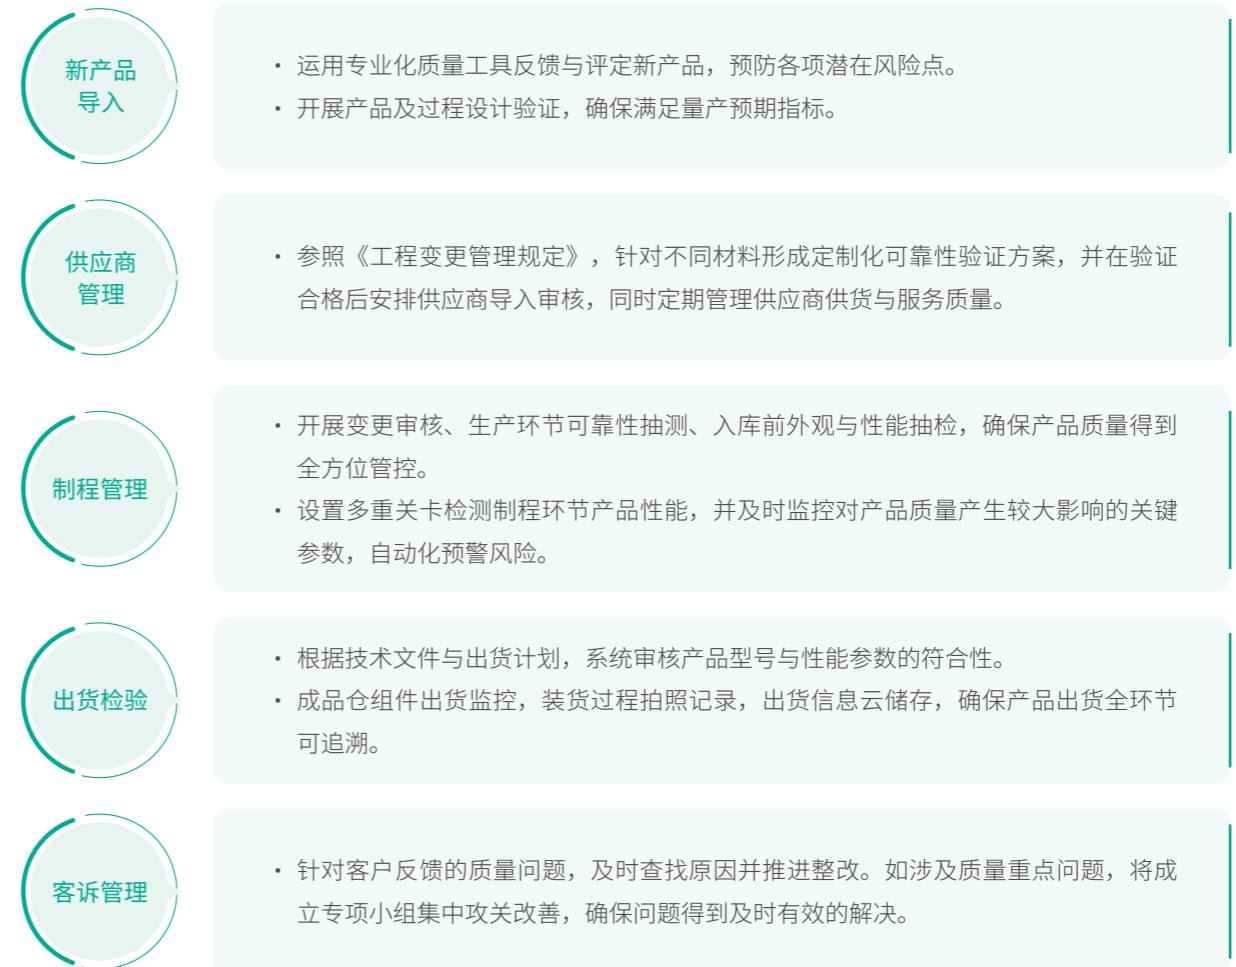 新产品
导入
• 运用专业化质量工具反馈与评定新产品，预防各项潜在风险点。
• 开展产品及过程设计验证，确保满足量产预期指标。
供应商
管理
• 参照《工程变更管理规定》，针对不同材料形成定制化可靠性验证方案，并在验证
合格后安排供应商导入审核，同时定期管理供应商供货与服务质量。
制程管理
• 开展变更审核、生产环节可靠性抽测、入库前外观与性能抽检，确保产品质量得到
全方位管控。
• 设置多重关卡检测制程环节产品性能，并及时监控对产品质量产生较大影响的关键
参数，自动化预警风险。
出货检验
• 根据技术文件与出货计划，系统审核产品型号与性能参数的符合性。
• 成品仓组件出货监控，装货过程拍照记录，出货信息云储存，确保产品出货全环节
可追溯。
客诉管理
• 针对客户反馈的质量问题，及时查找原因并推进整改。如涉及质量重点问题，将成
立专项小组集中攻关改善，确保问题得到及时有效的解决。